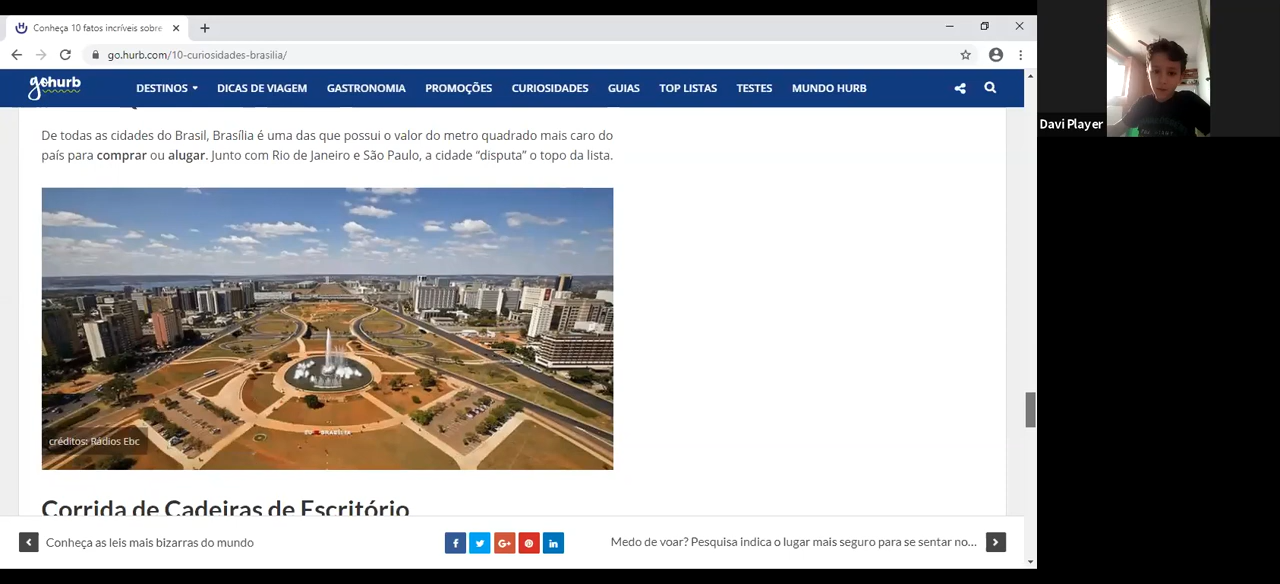 Conheça 10 fatos incríveis sobre
go.hurb.com/10-curiosidades-brasilia/
gohurb
DESTINOS DICAS DE VIAGEM GASTRONOMIA PROMOÇÕES CURIOSIDADES GUIAS TOP LISTAS TESTES MUNDO HURB
De todas as cidades do Brasil, Brasília é uma das que possui o valor do metro quadrado mais caro do
país para comprar ou alugar. Junto com Rio de Janeiro e São Paulo, a cidade “disputa” o topo da lista.
BRASÍLIA
créditos: Rádios Ebc
Corrida de Cadeiras de Escritório
Conheça as leis mais bizarras do mundo
f G+ in
Medo de voar? Pesquisa indica o lugar mais seguro para se sentar no...
Davi Player